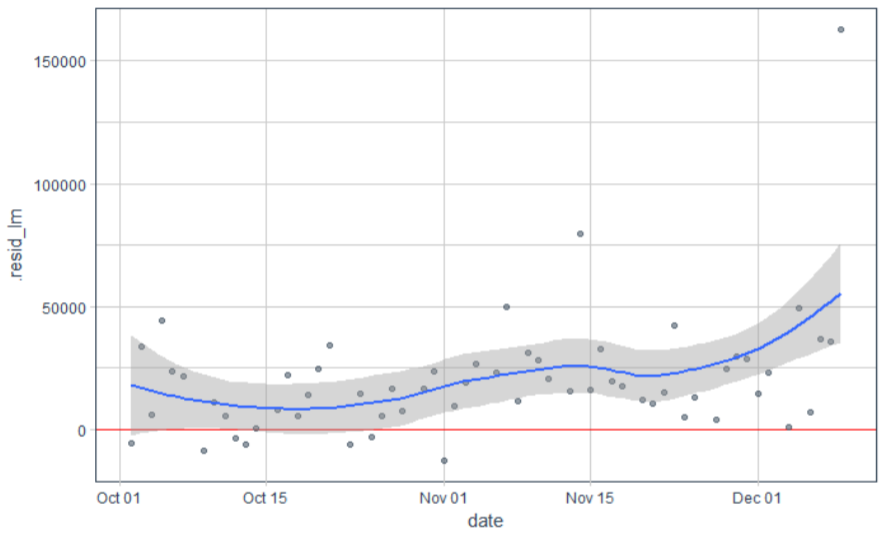 150000
100000
50000
0
.resid_lm
Oct 01
Oct 15
Nov 01
Nov 15
Dec 01
date